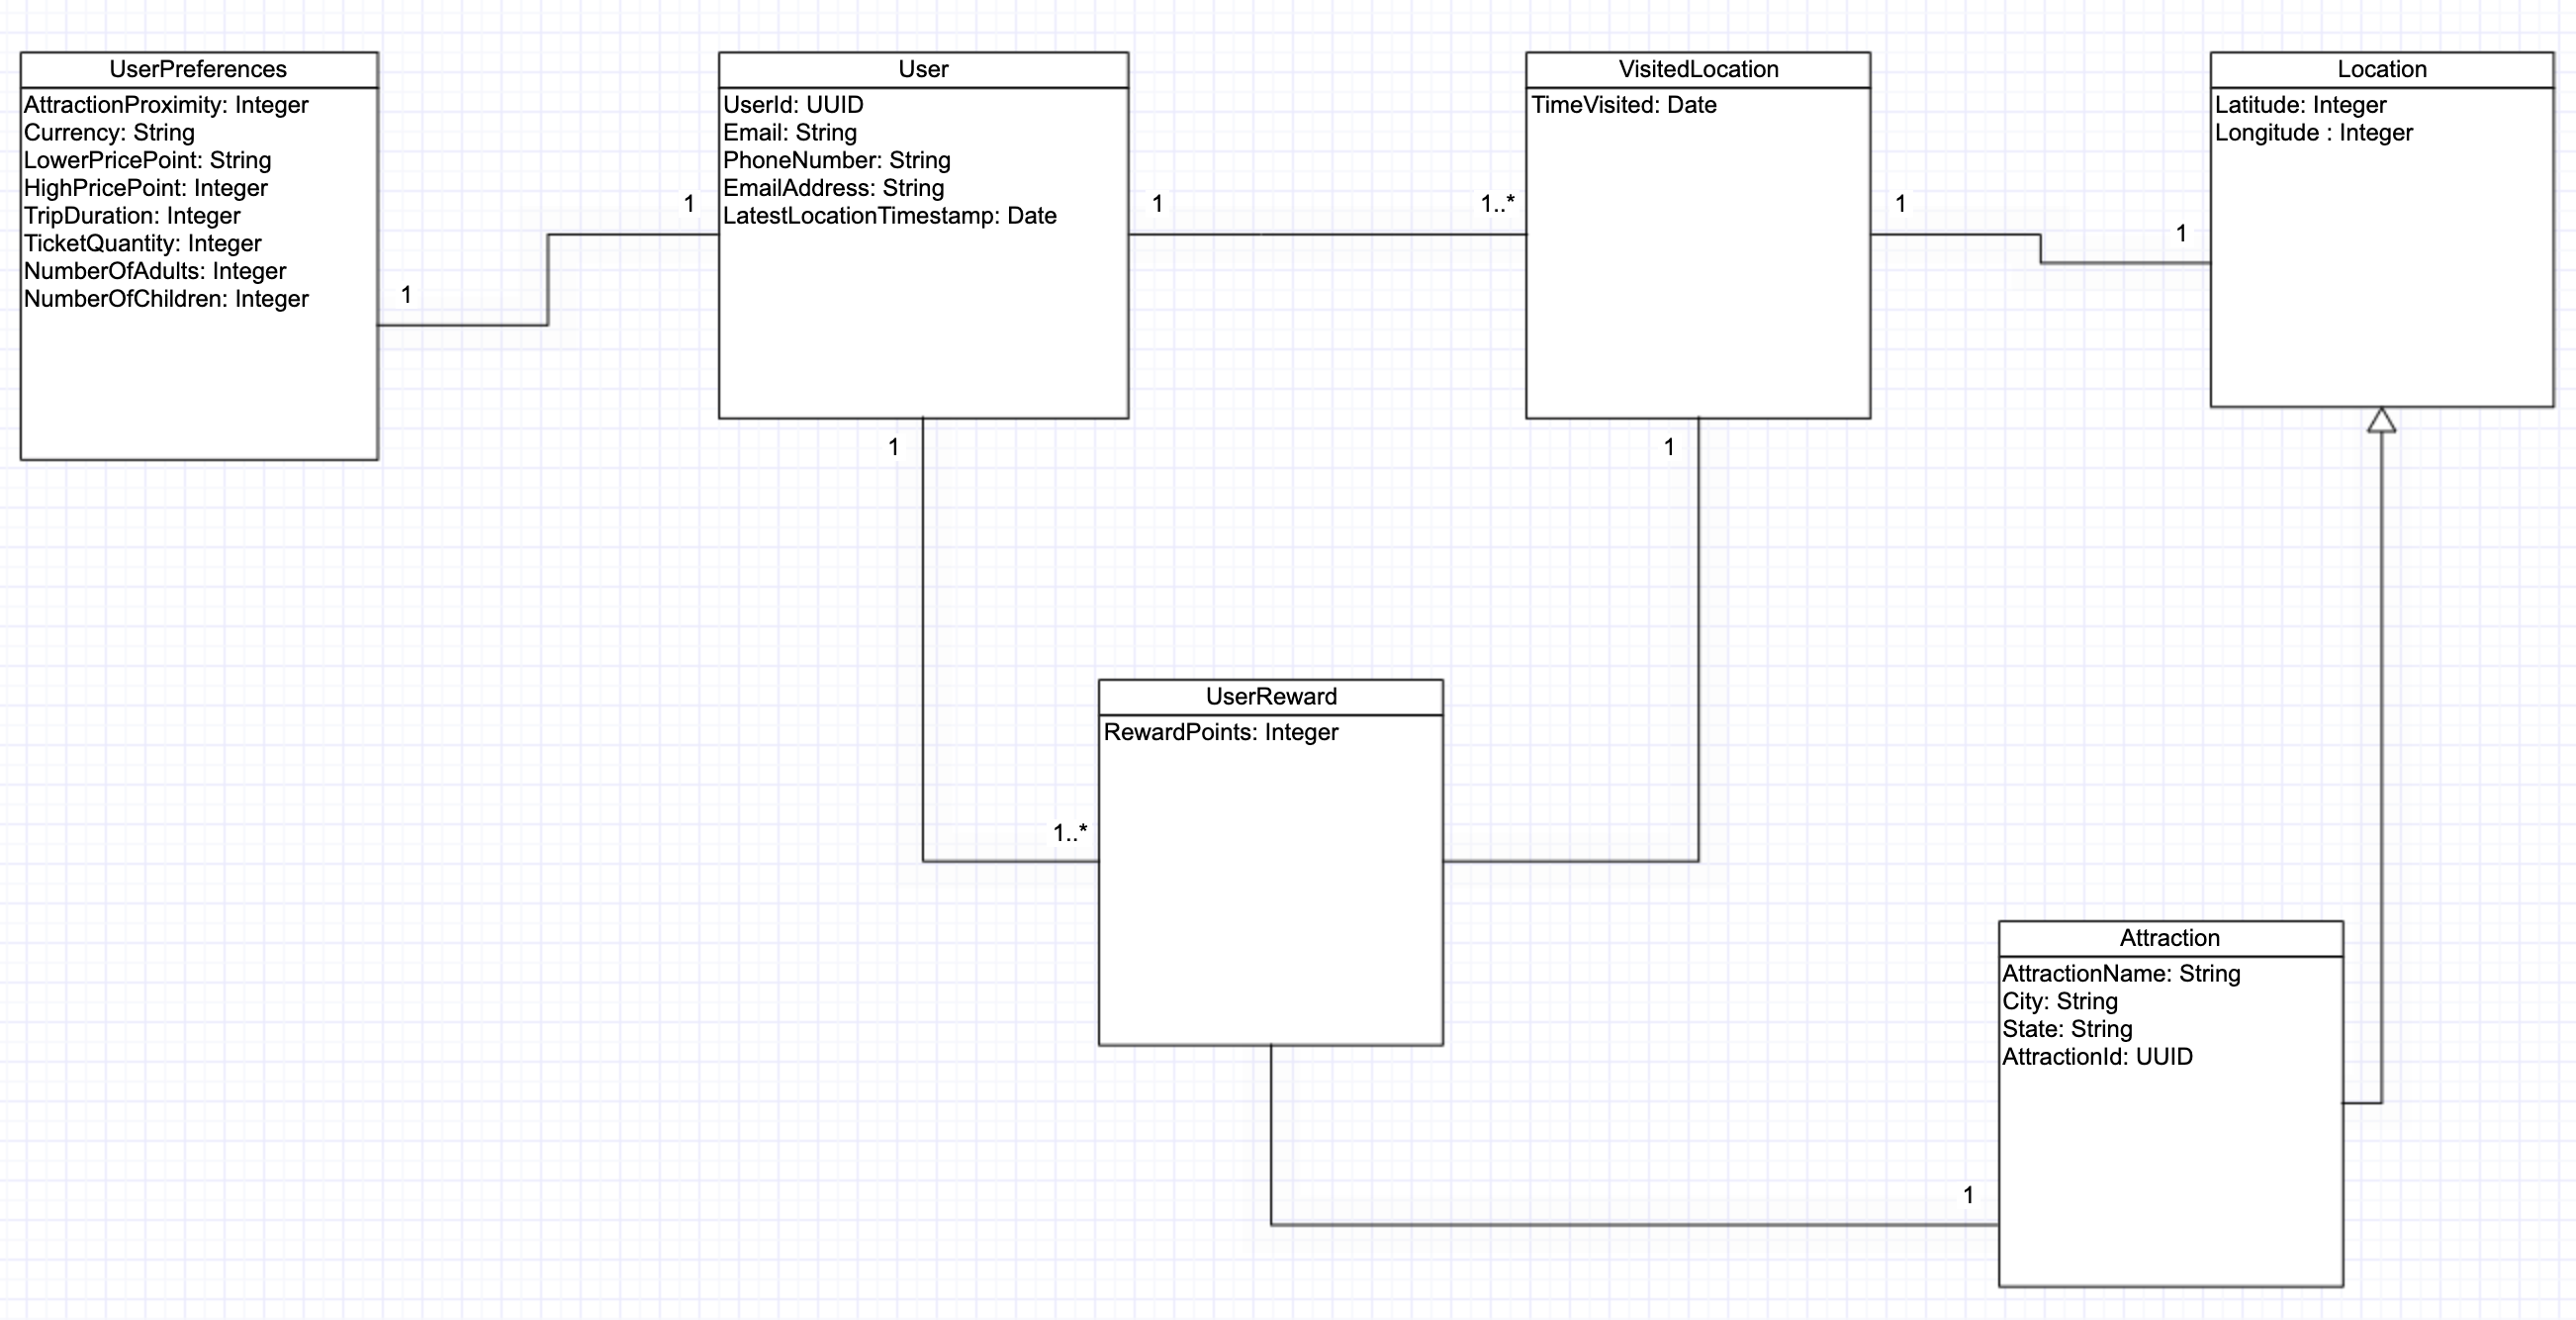 UserPreferences
AttractionProximity: Integer
Currency: String
LowerPricePoint: String
HighPricePoint: Integer
TripDuration: Integer
TicketQuantity: Integer
NumberOfAdults: Integer
NumberOfChildren: Integer
1
1
User
UserId: UUID
Email: String
PhoneNumber: String
EmailAddress: String
LatestLocationTimestamp: Date
1
1..*
VisitedLocation
TimeVisited: Date
1
1
Location
Latitude: Integer
Longitude : Integer
1
1
1..*
UserReward
RewardPoints: Integer
Attraction
AttractionName: String
City: String
State: String
AttractionId: UUID
1